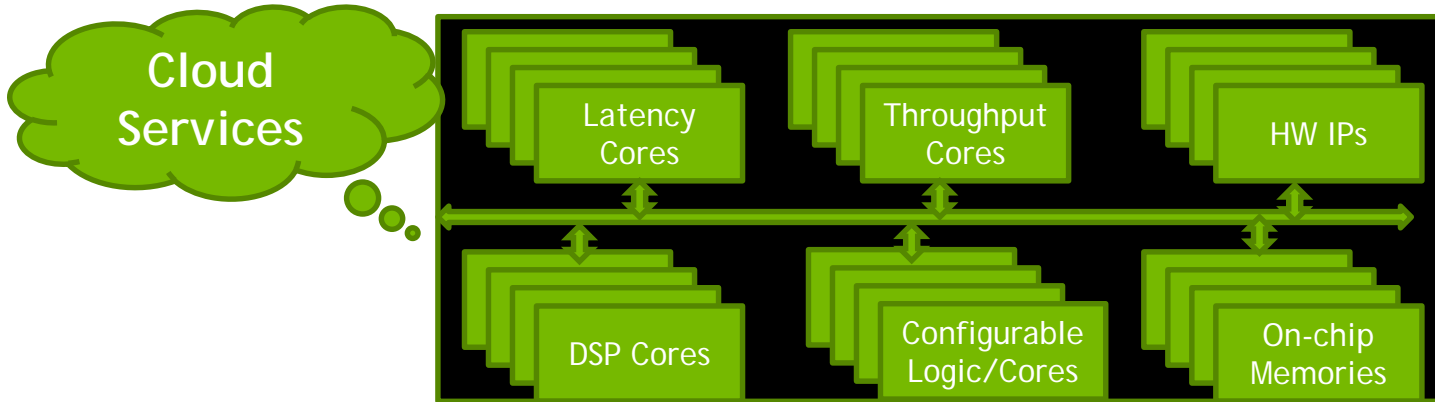 Cloud
Services
Latency
Cores
Throughput
Cores
HW IPs
DSP Cores
Configurable
Logic/Cores
On-chip
Memories